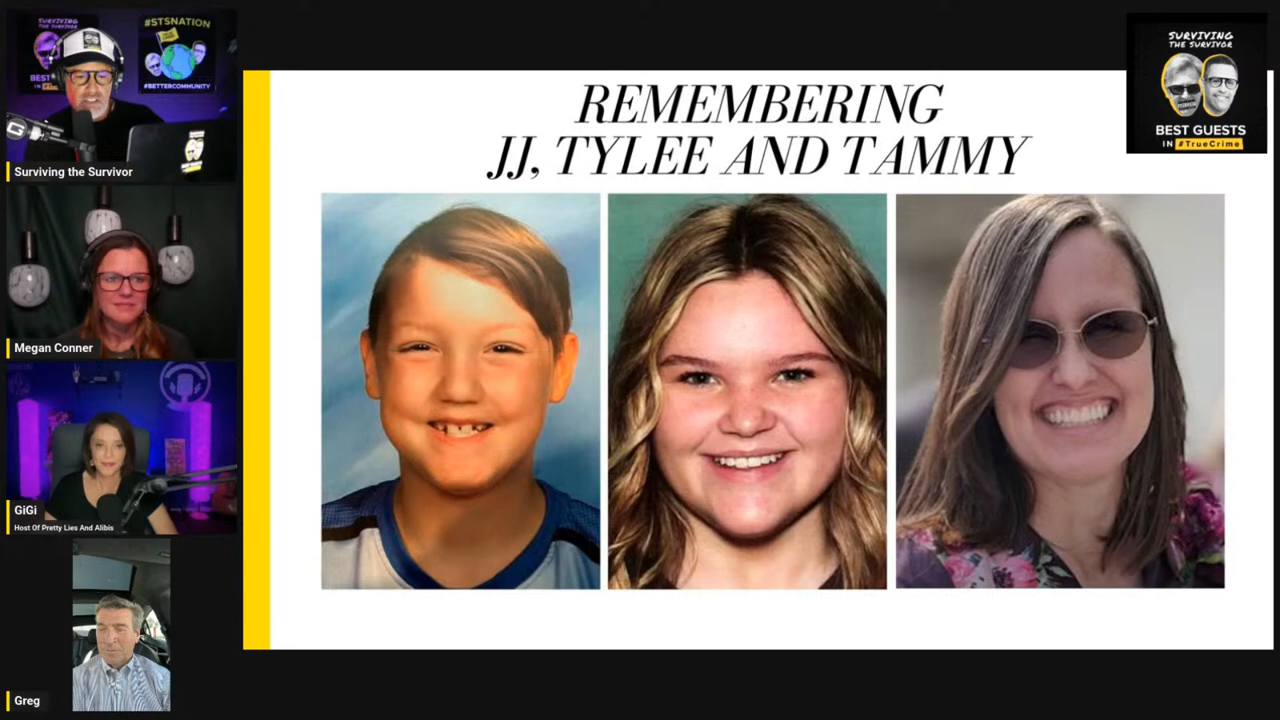 SURVIVING
THE SURVIVOR
BEST
#STSNATION
#BETTERCOMMUNITY
Surviving the Survivor
Megan Conner
GiGi
Host Of Pretty Lies And Alibis
Greg
REMEMBERING
JJ, TYLEE AND TAMMY
SURVIVING
THE SURVIVOR
BEST GUESTS
IN #TrueCrime